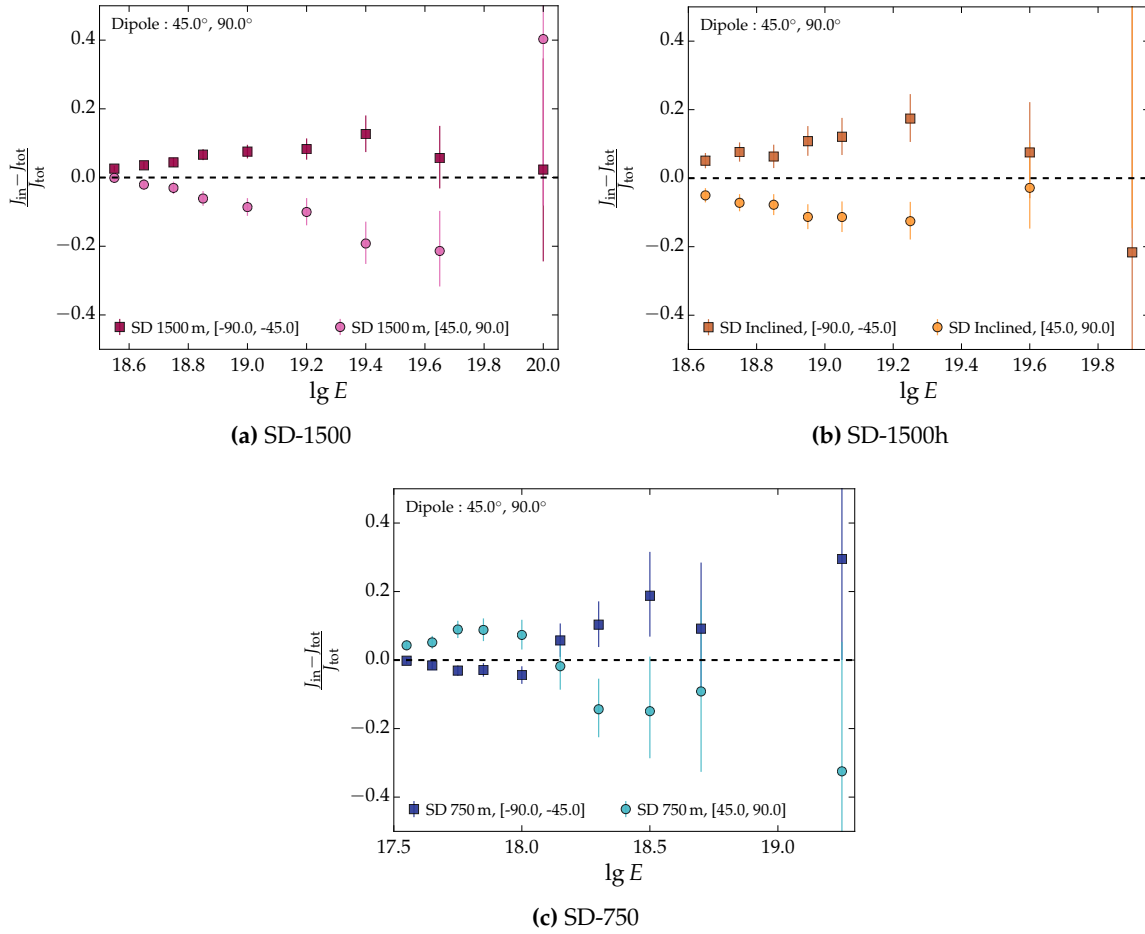 Dipole : 45.0°, 90.0°
0.4
0.2
0.0
−0.2
−0.4
J_in−J_tot
J_tot
SD 1500 m, [-90.0, -45.0] SD 1500 m, [45.0, 90.0]
18.6 18.8 19.0 19.2 19.4 19.6 19.8 20.0
lg E
(a) SD-1500
Dipole : 45.0°, 90.0°
0.4
0.2
0.0
−0.2
−0.4
J_in−J_tot
J_tot
SD Inclined, [-90.0, -45.0] SD Inclined, [45.0, 90.0]
18.6 18.8 19.0 19.2 19.4 19.6 19.8
lg E
(b) SD-1500h
Dipole : 45.0°, 90.0°
0.4
0.2
0.0
−0.2
−0.4
J_in−J_tot
J_tot
SD 750 m, [-90.0, -45.0] SD 750 m, [45.0, 90.0]
17.5 18.0 18.5 19.0
lg E
(c) SD-750